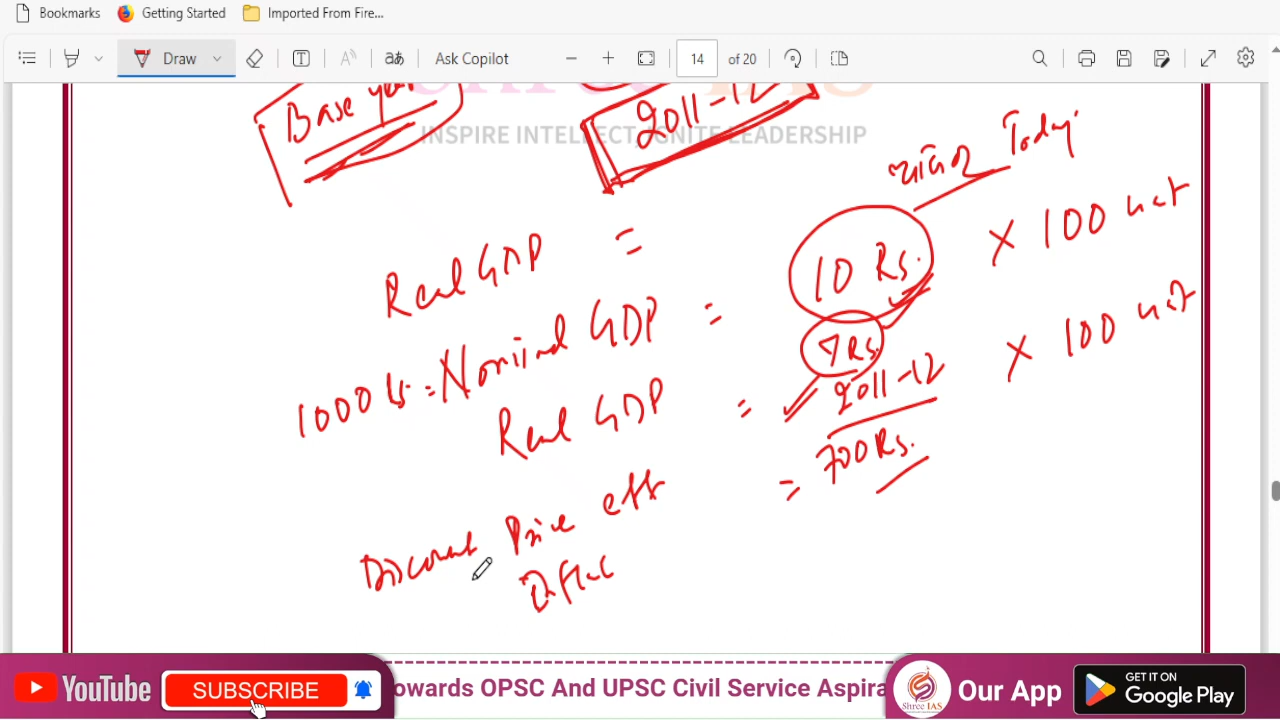 Bookmarks Getting Started Imported From Fire...
Draw Ask Copilot 14 of 20
Base year 2011-12
INSPIRE INTELLECT, IGNITE LEADERSHIP
Today
Real GDP = 10 Rs. × 100 unit
1000 Rs = Nominal GDP = 7 Rs. × 100 unit
Real GDP = 2011-12
= 700 Rs.
Discount Price eff
Inflat
YouTube SUBSCRIBE owards OPSC And UPSC Civil Service Aspira Shree IAS Our App GET IT ON Google Play